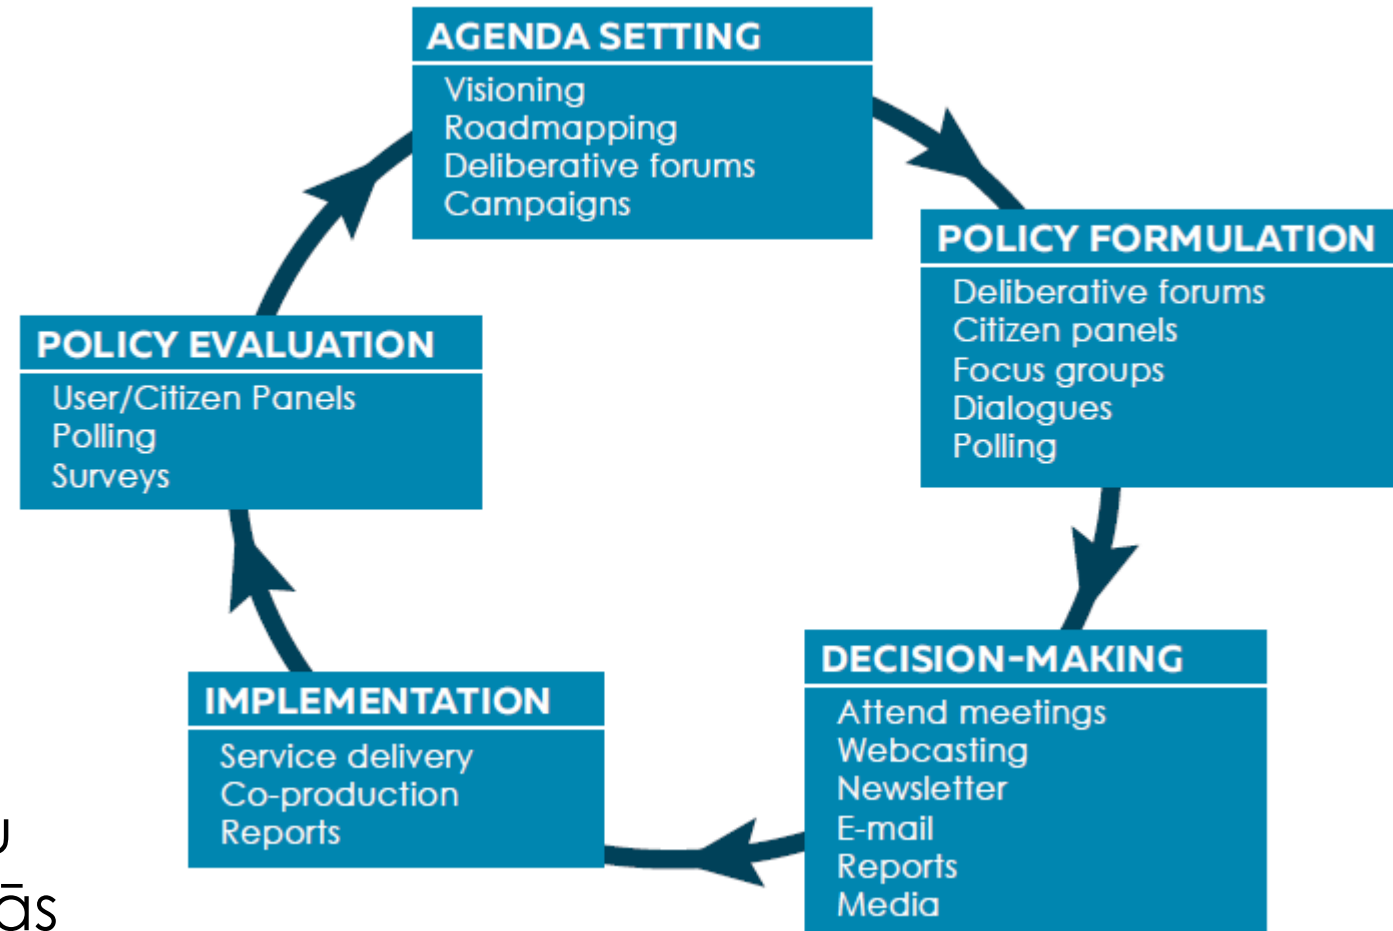 AGENDA SETTING
Visioning
Roadmapping
Deliberative forums
Campaigns
POLICY FORMULATION
Deliberative forums
Citizen panels
Focus groups
Dialogues
Polling
DECISION-MAKING
Attend meetings
Webcasting
Newsletter
E-mail
Reports
Media
IMPLEMENTATION
Service delivery
Co-production
Reports
POLICY EVALUATION
User/Citizen Panels
Polling
Surveys